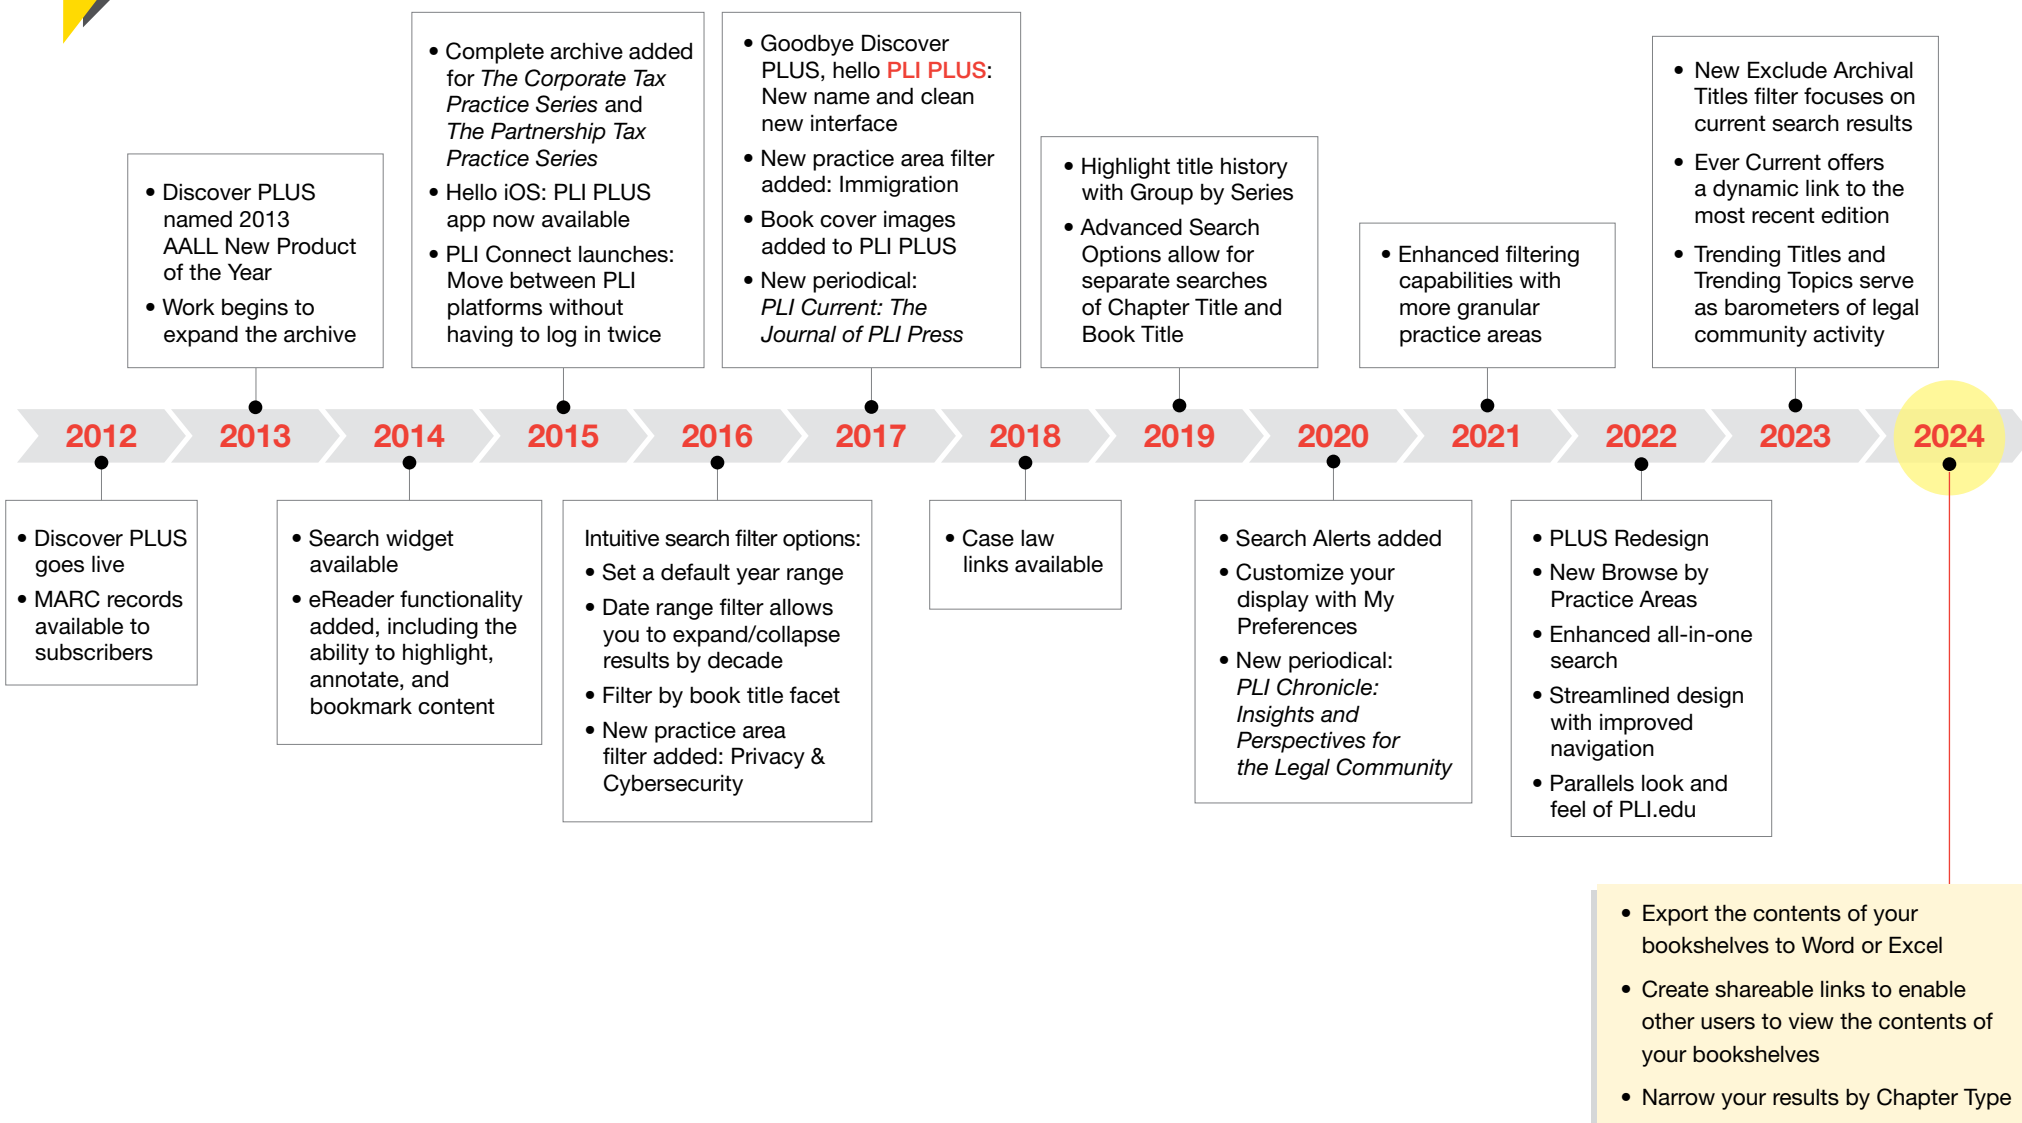 • Complete archive added
for The Corporate Tax
Practice Series and
The Partnership Tax
Practice Series
• Hello iOS: PLI PLUS
app now available
• PLI Connect launches:
Move between PLI
platforms without
having to log in twice
• Goodbye Discover
PLUS, hello PLI PLUS:
New name and clean
new interface
• New practice area filter
added: Immigration
• Book cover images
added to PLI PLUS
• New periodical:
PLI Current: The
Journal of PLI Press
• New Exclude Archival
Titles filter focuses on
current search results
• Ever Current offers
a dynamic link to the
most recent edition
• Trending Titles and
Trending Topics serve
as barometers of legal
community activity
• Discover PLUS
named 2013
AALL New Product
of the Year
• Work begins to
expand the archive
• Highlight title history
with Group by Series
• Advanced Search
Options allow for
separate searches
of Chapter Title and
Book Title
• Enhanced filtering
capabilities with
more granular
practice areas
2012 2013 2014 2015 2016 2017 2018 2019 2020 2021 2022 2023 2024
• Discover PLUS
goes live
• MARC records
available to
subscribers
• Search widget
available
• eReader functionality
added, including the
ability to highlight,
annotate, and
bookmark content
Intuitive search filter options:
• Set a default year range
• Date range filter allows
you to expand/collapse
results by decade
• Filter by book title facet
• New practice area
filter added: Privacy &
Cybersecurity
• Case law
links available
• Search Alerts added
• Customize your
display with My
Preferences
• New periodical:
PLI Chronicle:
Insights and
Perspectives for
the Legal Community
• PLUS Redesign
• New Browse by
Practice Areas
• Enhanced all-in-one
search
• Streamlined design
with improved
navigation
• Parallels look and
feel of PLI.edu
• Export the contents of your
bookshelves to Word or Excel
• Create shareable links to enable
other users to view the contents of
your bookshelves
• Narrow your results by Chapter Type